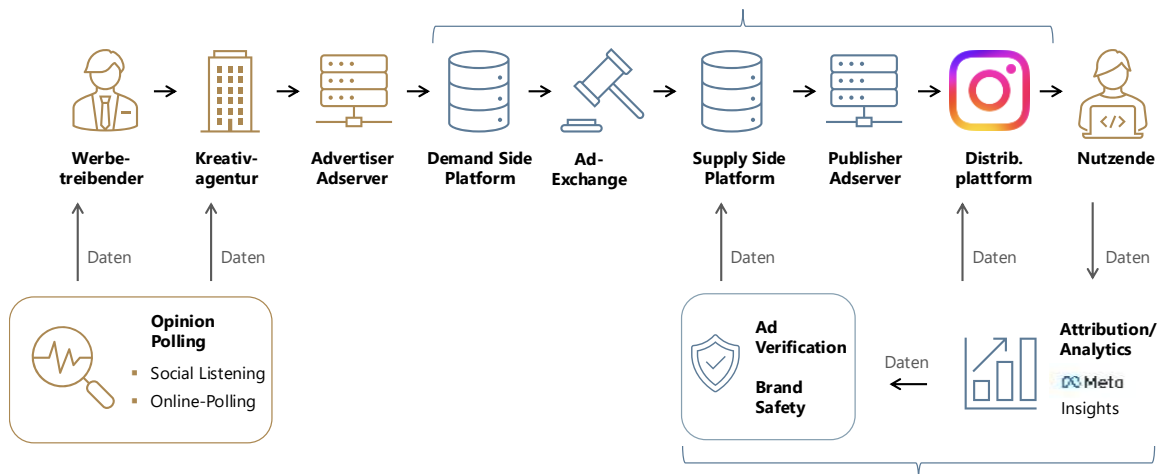 Werbe-
treibender
Kreativ-
agentur
Advertiser
Adserver
Demand Side
Platform
Ad-
Exchange
Supply Side
Platform
Publisher
Adserver
Distrib.
plattform
</>
Nutzende
Daten
Daten
Daten
Daten
Daten
Opinion
Polling
▪ Social Listening
▪ Online-Polling
Ad
Verification
Brand
Safety
Daten
Attribution/
Analytics
Meta
Insights